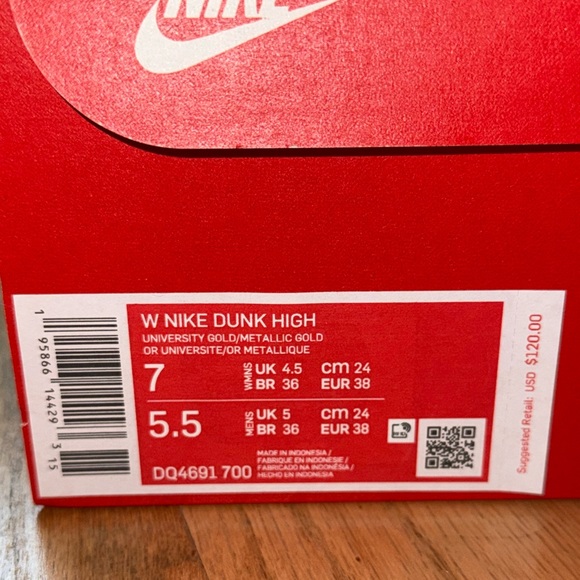 NIKE
W NIKE DUNK HIGH
UNIVERSITY GOLD/METALLIC GOLD
OR UNIVERSITE/OR METALLIQUE
7 WMNS UK 4.5 CM 24
BR 36 EUR 38
5.5 MENS UK 5 CM 24
BR 36 EUR 38
DQ4691 700
MADE IN INDONESIA /
FABRIQUE EN INDONESIE /
FABRICADO NA INDONÉSIA /
HECHO EN INDONESIA
1 95866 14429 3 15
Suggested Retail: USD $120.00